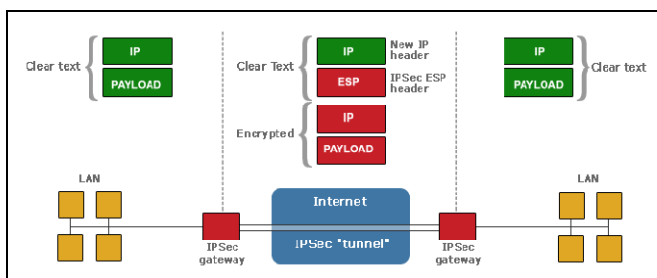 Clear text
IP
PAYLOAD
Clear Text
IP
New IP
header
ESP
IPSec ESP
header
Encrypted
IP
PAYLOAD
IP
PAYLOAD
Clear text
LAN
Internet
LAN
IPSec
gateway
IPSec "tunnel"
IPSec
gateway